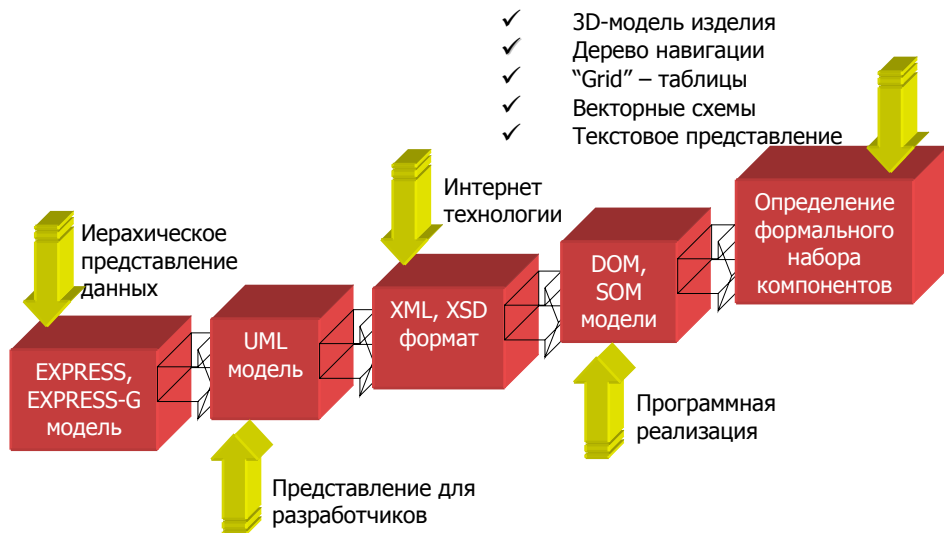 ✓ 3D-модель изделия
✓ Дерево навигации
✓ “Grid” – таблицы
✓ Векторные схемы
✓ Текстовое представление
Интернет
технологии
Иерахическое
представление
данных
Определение
формального
набора
компонентов
DOM,
SOM
модели
XML, XSD
формат
UML
модель
EXPRESS,
EXPRESS-G
модель
Программная
реализация
Представление для
разработчиков